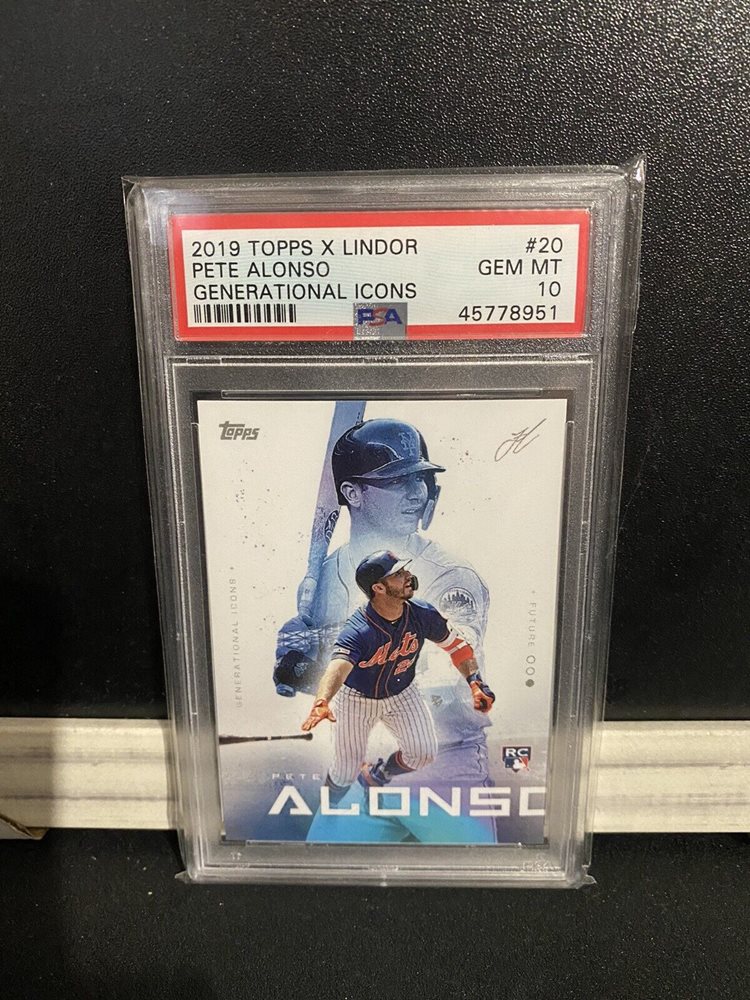 2019 TOPPS X LINDOR #20
PETE ALONSO GEM MT
GENERATIONAL ICONS 10
PSA 45778951
Topps
GENERATIONAL ICONS +
+ FUTURE
Mets
RC
PETE
ALONSO